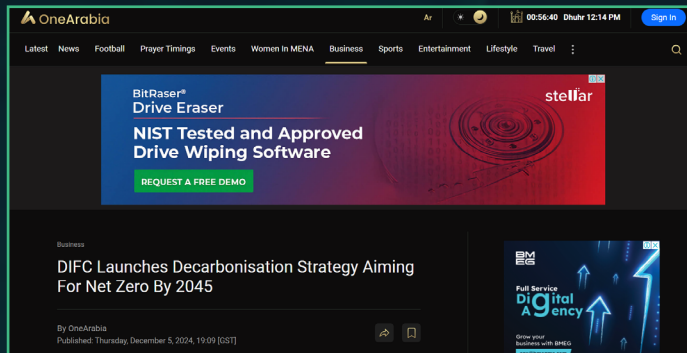 OneArabia
Ar
00:56:40 Dhuhr 12:14 PM
Sign In
Latest News Football Prayer Timings Events Women In MENA Business Sports Entertainment Lifestyle Travel
BitRaser®
Drive Eraser
stellar
NIST Tested and Approved
Drive Wiping Software
REQUEST A FREE DEMO
Business
DIFC Launches Decarbonisation Strategy Aiming
For Net Zero By 2045
By OneArabia
Published: Thursday, December 5, 2024, 19:09 [GST]
BM
EG
Full Service
Digital
Agency
Grow your
business with BMEG